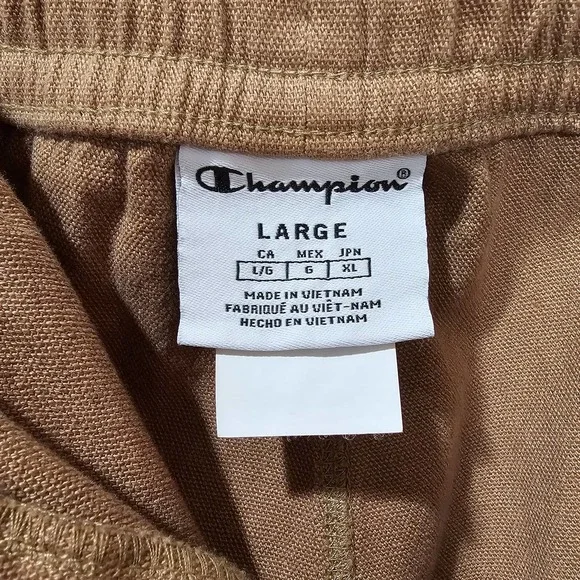 Champion®
LARGE
CA MEX JPN
L/G G XL
MADE IN VIETNAM
FABRIQUÉ AU VIÊT-NAM
HECHO EN VIETNAM